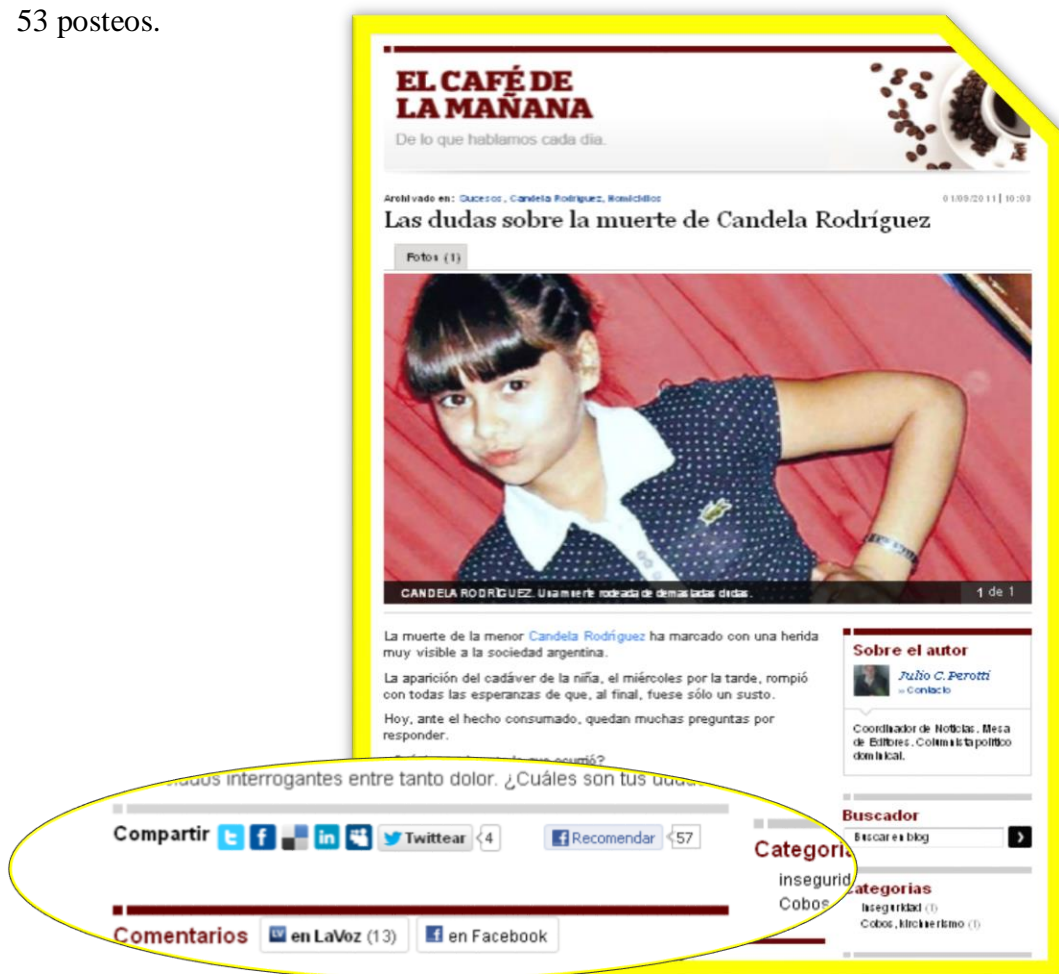 53 posteos.
EL CAFÉ DE
LA MAÑANA
De lo que hablamos cada día.
Archivado en: Sucesos, Candela Rodriguez, Homicidios
Las dudas sobre la muerte de Candela Rodríguez
Fotos (1)
CANDELA RODRÍGUEZ. Una muerte rodeada de demasiadas dudas.
1 de 1
La muerte de la menor Candela Rodríguez ha marcado con una herida
muy visible a la sociedad argentina.
La aparición del cadáver de la niña, el miércoles por la tarde, rompió
con todas las esperanzas de que, al final, fuese sólo un susto.
Hoy, ante el hecho consumado, quedan muchas preguntas por
responder.
Sobre el autor
Julio C. Perotti
» Contacto
Coordinador de Noticias. Mesa
de Editores. Columnista político
dominical.
Buscador
Buscar en blog
Categorias
Inseguridad (1)
Cobos, kirchnerismo (1)
interrogantes entre tanto dolor. ¿Cuáles son tus
Compartir Twittear 4 Recomendar 57
Categoria
insegurid
Cobos
Comentarios en LaVoz (13) en Facebook